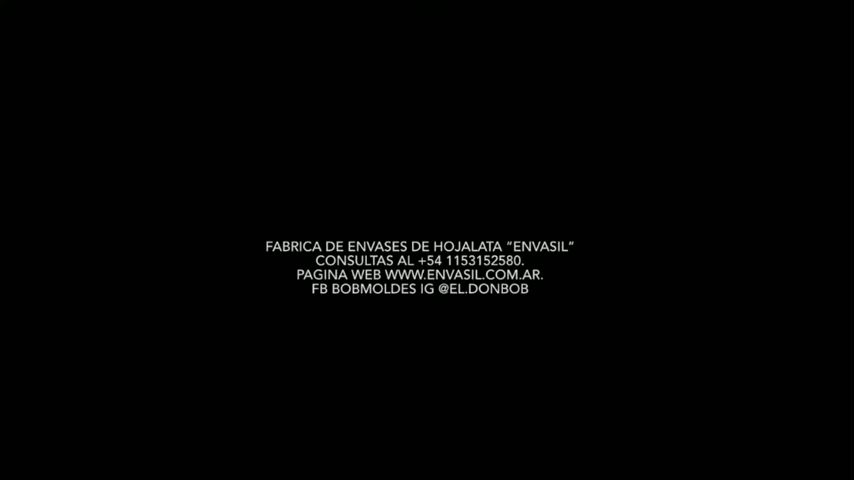 FABRICA DE ENVASES DE HOJALATA “ENVASIL”
CONSULTAS AL +54 1153152580.
PAGINA WEB WWW.ENVASIL.COM.AR.
FB BOBMOLDES IG @EL.DONBOB